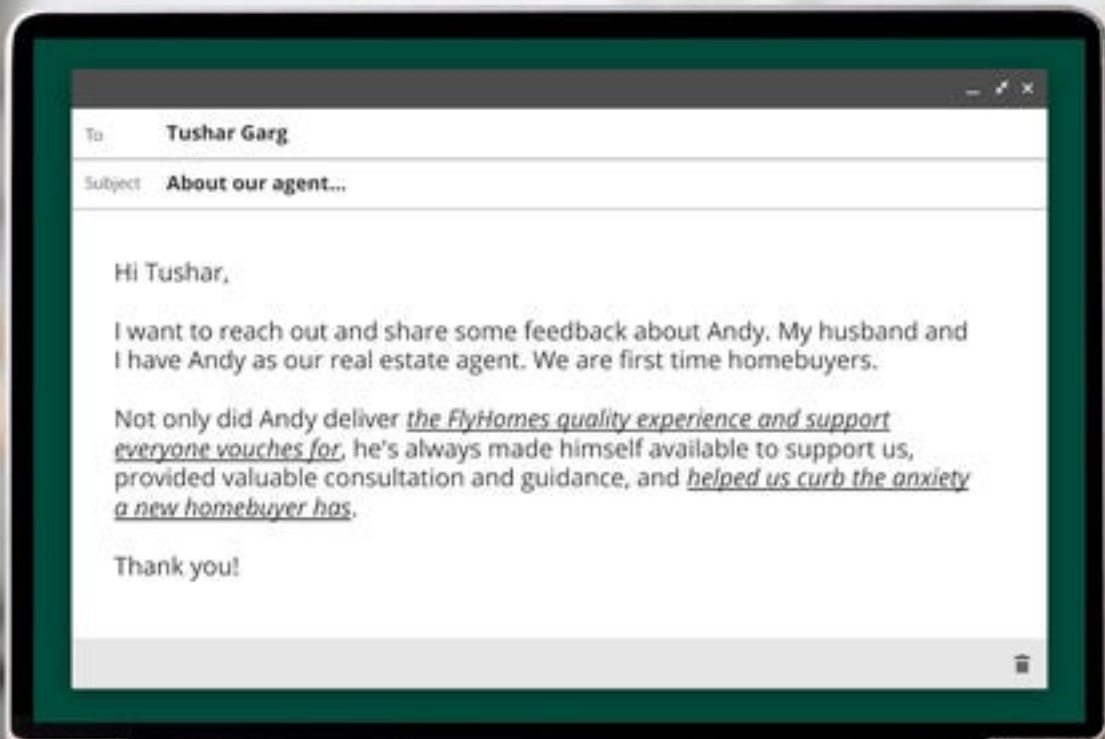 To Tushar Garg
Subject About our agent...
Hi Tushar,
I want to reach out and share some feedback about Andy. My husband and
I have Andy as our real estate agent. We are first time homebuyers.
Not only did Andy deliver the FlyHomes quality experience and support
everyone vouches for, he's always made himself available to support us,
provided valuable consultation and guidance, and helped us curb the anxiety
a new homebuyer has.
Thank you!